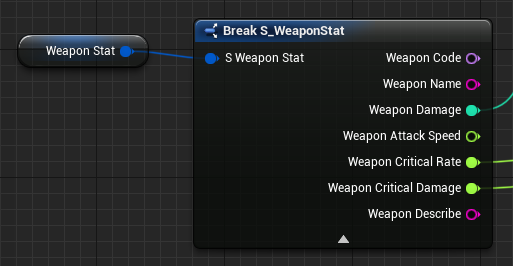 Break S_WeaponStat
Weapon Stat
S Weapon Stat
Weapon Code
Weapon Name
Weapon Damage
Weapon Attack Speed
Weapon Critical Rate
Weapon Critical Damage
Weapon Describe